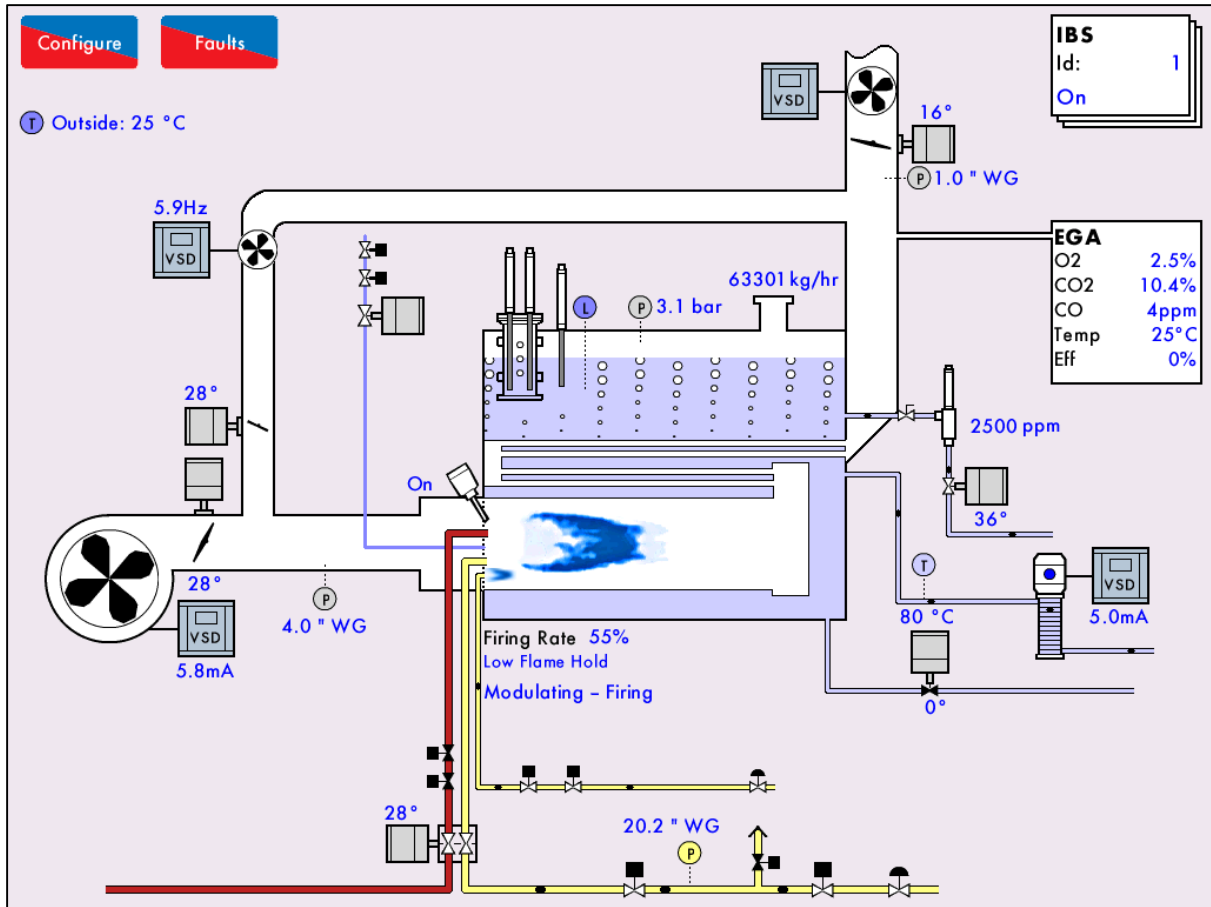 Configure
Faults
IBS
Id: 1
On
VSD
T Outside: 25 °C
16°
P 1.0 " WG
5.9Hz
VSD
EGA
O2 2.5%
CO2 10.4%
CO 4ppm
Temp 25°C
Eff 0%
63301 kg/hr
L
P 3.1 bar
28°
2500 ppm
On
36°
28°
T
80 °C
VSD
5.0mA
P
4.0 " WG
VSD
5.8mA
Firing Rate 55%
Low Flame Hold
Modulating – Firing
0°
28°
20.2 " WG
P